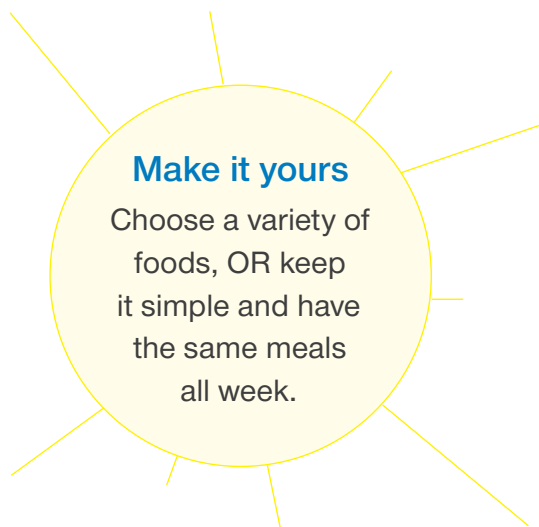 Make it yours
Choose a variety of
foods, OR keep
it simple and have
the same meals
all week.